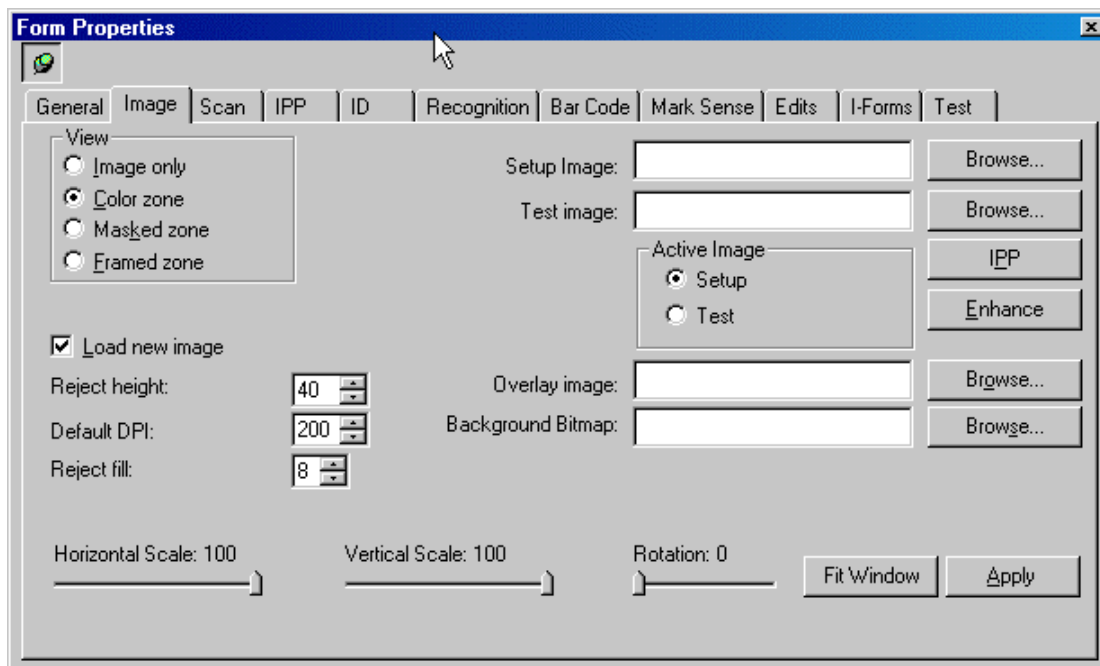 Form Properties
General Image Scan IPP ID Recognition Bar Code Mark Sense Edits I-Forms Test
View
Image only
Color zone
Masked zone
Framed zone
Setup Image: Browse...
Test image: Browse...
Active Image
Setup
Test
IPP
Enhance
Load new image
Reject height: 40
Default DPI: 200
Reject fill: 8
Overlay image: Browse...
Background Bitmap: Browse...
Horizontal Scale: 100 Vertical Scale: 100 Rotation: 0
Fit Window Apply